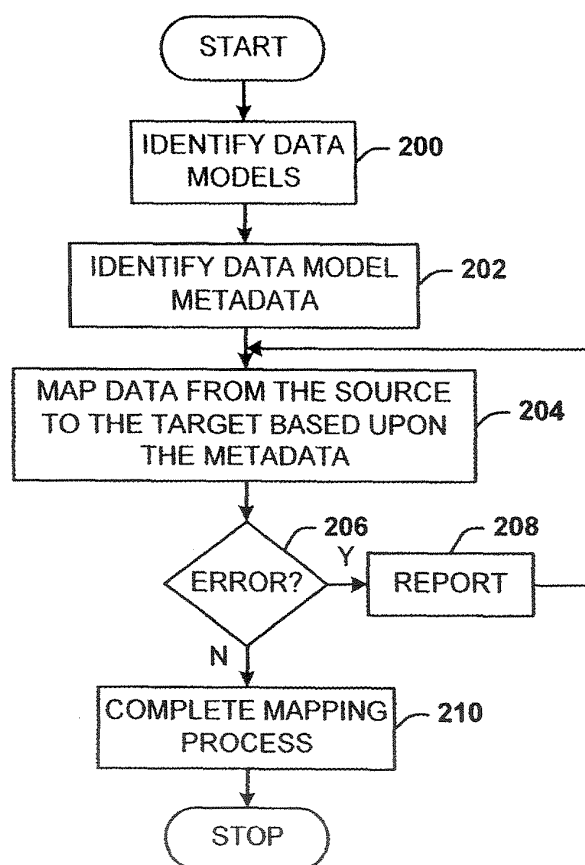 START
IDENTIFY DATA
MODELS
200
IDENTIFY DATA MODEL
METADATA
202
MAP DATA FROM THE SOURCE
TO THE TARGET BASED UPON
THE METADATA
204
206
ERROR?
Y
208
REPORT
N
COMPLETE MAPPING
PROCESS
210
STOP